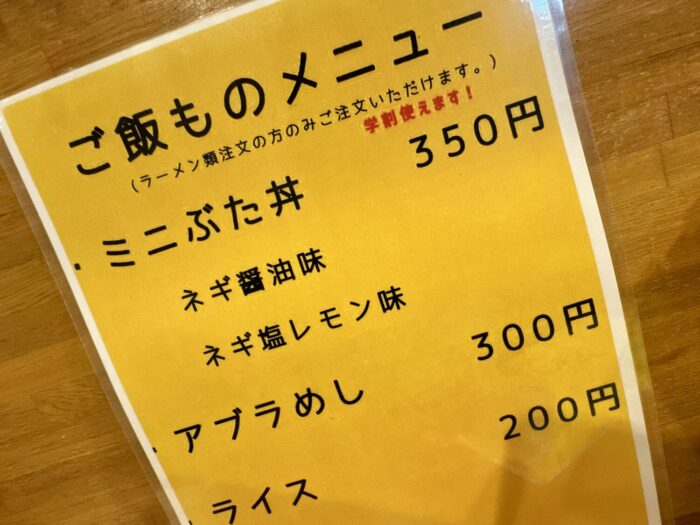 ご飯ものメニュー
(ラーメン類注文の方のみご注文いただけます。)
学割使えます!
・ミニぶた丼 350円
ネギ醤油味
ネギ塩レモン味
・アブラめし 300円
・ライス 200円